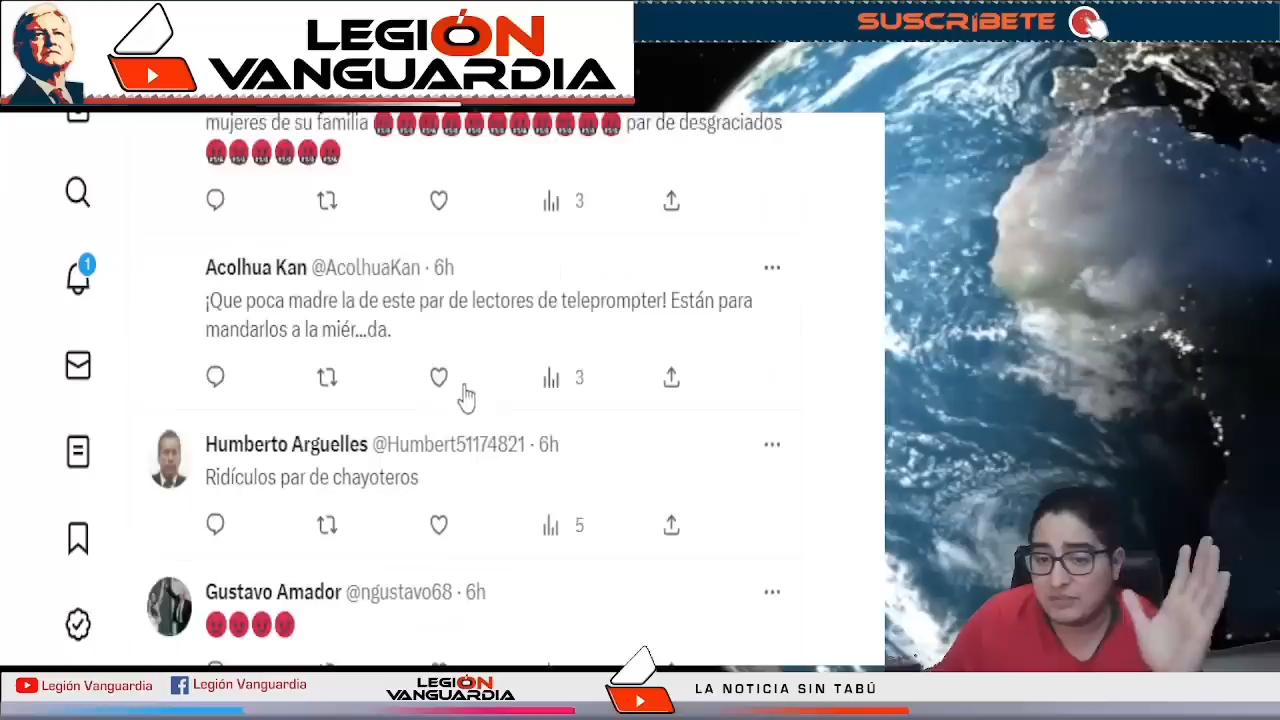 LEGIÓN
VANGUARDIA
SUSCRÍBETE
mujeres de su familia 🤬🤬🤬🤬🤬🤬🤬🤬🤬🤬🤬 par de desgraciados
🤬🤬🤬🤬🤬🤬
3
Acolhua Kan @AcolhuaKan · 6h
¡Que poca madre la de este par de lectores de teleprompter! Están para
mandarlos a la miér...da.
3
1
Humberto Arguelles @Humbert51174821 · 6h
Ridículos par de chayoteros
5
Gustavo Amador @ngustavo68 · 6h
😡😡😡😡
Legión Vanguardia
Legión Vanguardia
LEGIÓN
VANGUARDIA
LA NOTICIA SIN TABÚ